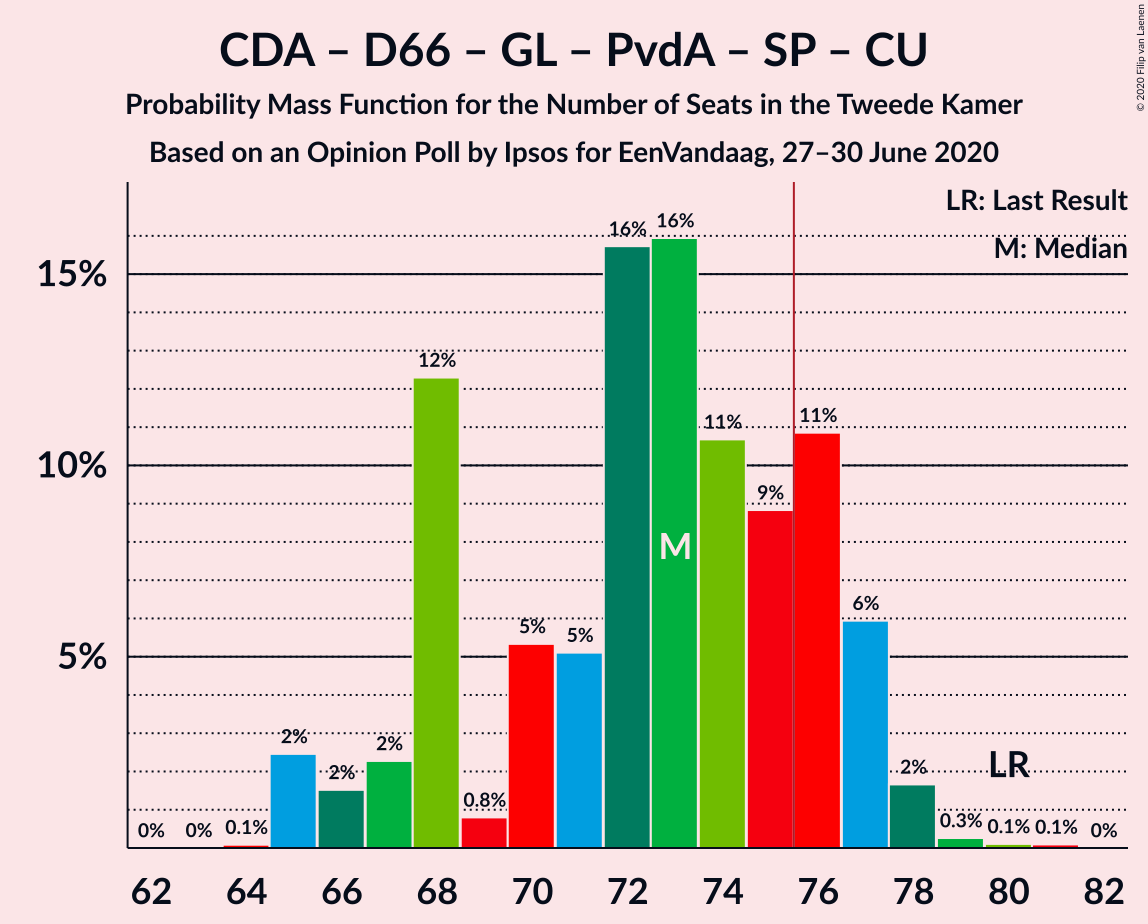 CDA – D66 – GL – PvdA – SP – CU
Probability Mass Function for the Number of Seats in the Tweede Kamer
Based on an Opinion Poll by Ipsos for EenVandaag, 27–30 June 2020
© 2020 Filip van Laenen
LR: Last Result
M: Median
15%
10%
5%
0% 0% 0.1% 2% 2% 2% 12% 0.8% 5% 5% 16% 16% 11% 9% 11% 6% 2% 0.3% 0.1% 0.1% 0%
M
LR
62 64 66 68 70 72 74 76 78 80 82